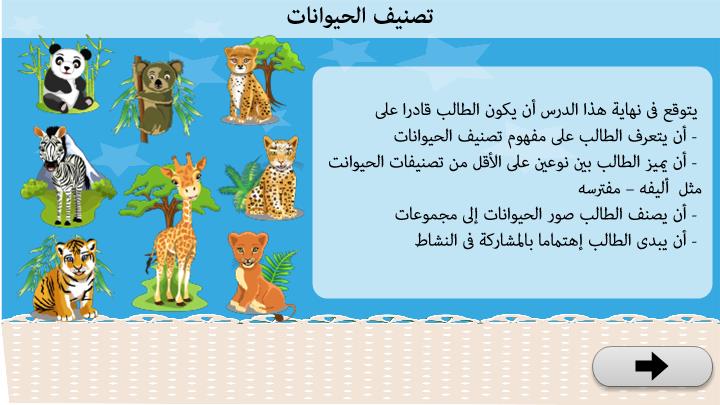 تصنيف الحيوانات
يتوقع فى نهاية هذا الدرس أن يكون الطالب قادرا على
- أن يتعرف الطالب على مفهوم تصنيف الحيوانات
- أن يميز الطالب بين نوعين على الأقل من تصنيفات الحيوانت
مثل أليفه – مفترسه
- أن يصنف الطالب صور الحيوانات إلى مجموعات
- أن يبدى الطالب إهتماما بالمشاركة فى النشاط